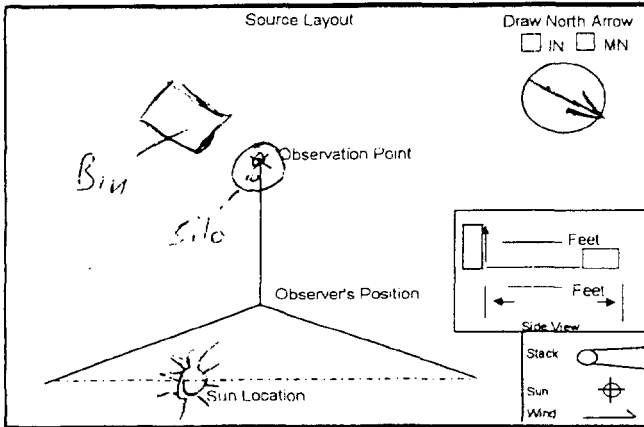 Source Layout
Draw North Arrow
IN MN
Observation Point
Bin
Silo
Feet
Observer's Position
Feet
Side View
Stack
Sun Location
Sun
Wind